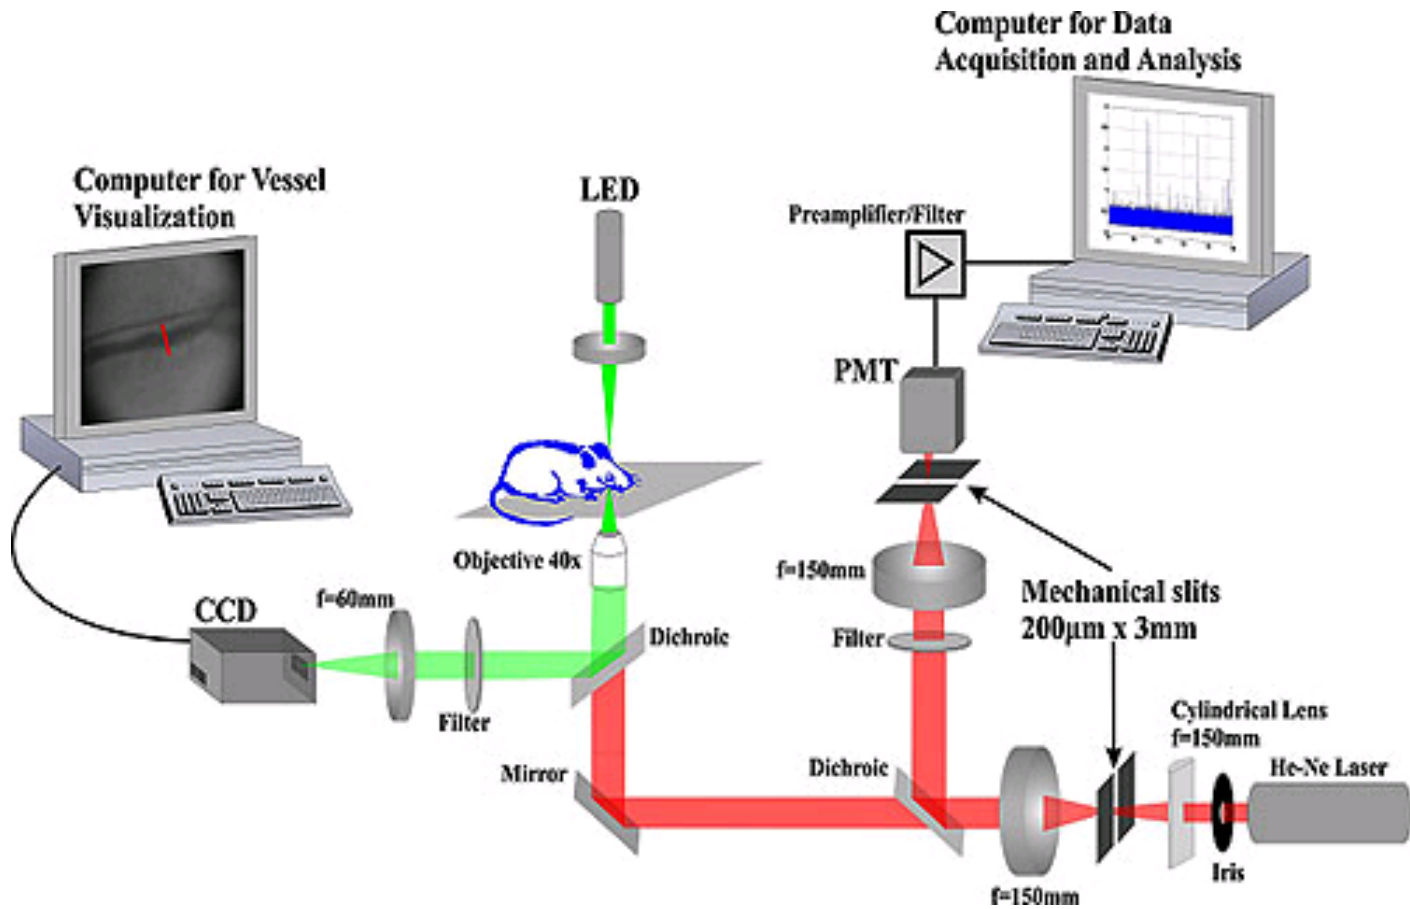 Computer for Data
Acquisition and Analysis
Computer for Vessel
Visualization
LED
Preamplifier/Filter
PMT
Objective 40x
f=150mm
CCD
f=60mm
Mechanical slits
200μm x 3mm
Dichroic
Filter
Filter
Cylindrical Lens
f=150mm
Mirror
Dichroic
He-Ne Laser
Iris
f=150mm